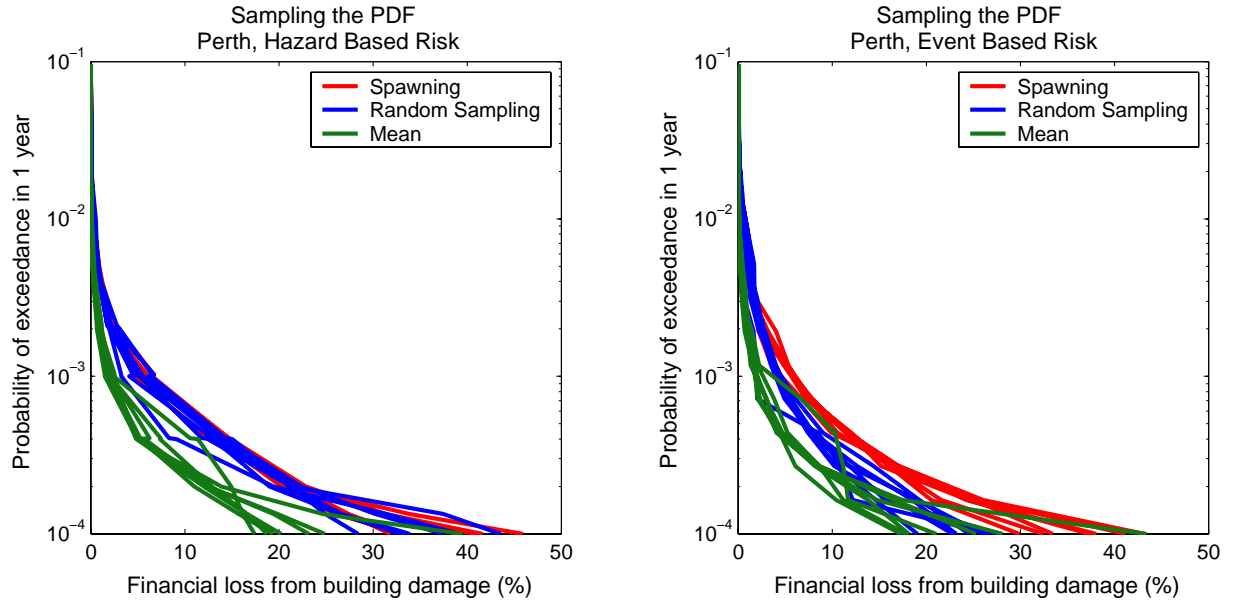 Sampling the PDF
Perth, Hazard Based Risk
Spawning
Random Sampling
Mean
Probability of exceedance in 1 year
10⁻¹
10⁻²
10⁻³
10⁻⁴
0 10 20 30 40 50
Financial loss from building damage (%)
Sampling the PDF
Perth, Event Based Risk
Spawning
Random Sampling
Mean
Probability of exceedance in 1 year
10⁻¹
10⁻²
10⁻³
10⁻⁴
0 10 20 30 40 50
Financial loss from building damage (%)